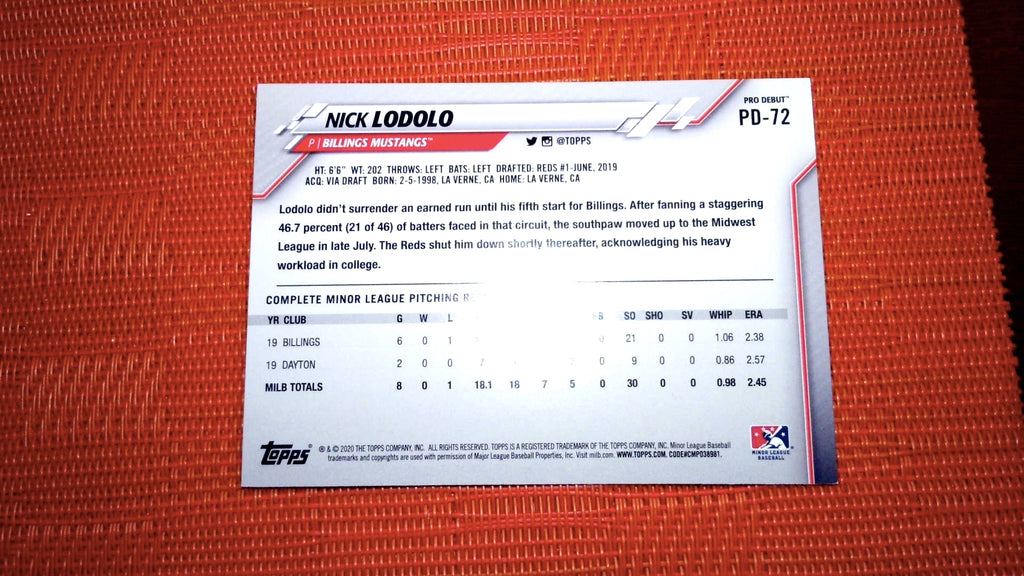 NICK LODOLO
PRO DEBUT™
PD-72
P | BILLINGS MUSTANGS™
@TOPPS
HT: 6'6" WT: 202 THROWS: LEFT BATS: LEFT DRAFTED: REDS #1-JUNE, 2019
ACQ: VIA DRAFT BORN: 2-5-1998, LA VERNE, CA HOME: LA VERNE, CA
Lodolo didn't surrender an earned run until his fifth start for Billings. After fanning a staggering
46.7 percent (21 of 46) of batters faced in that circuit, the southpaw moved up to the Midwest
League in late July. The Reds shut him down shortly thereafter, acknowledging his heavy
workload in college.
COMPLETE MINOR LEAGUE PITCHING
YR CLUB G W L SO SHO SV WHIP ERA
19 BILLINGS 6 0 1 21 0 0 1.06 2.38
19 DAYTON 2 0 0 9 0 0 0.86 2.57
MILB TOTALS 8 0 1 18.1 18 7 5 0 30 0 0 0.98 2.45
Topps® ® & © 2020 THE TOPPS COMPANY, INC. ALL RIGHTS RESERVED. TOPPS IS A REGISTERED TRADEMARK OF THE TOPPS COMPANY, INC. Minor League Baseball
trademarks and copyrights are used with permission of Major League Baseball Properties, Inc. Visit milb.com. WWW.TOPPS.COM. CODE#CMP038981.
MINOR LEAGUE
BASEBALL